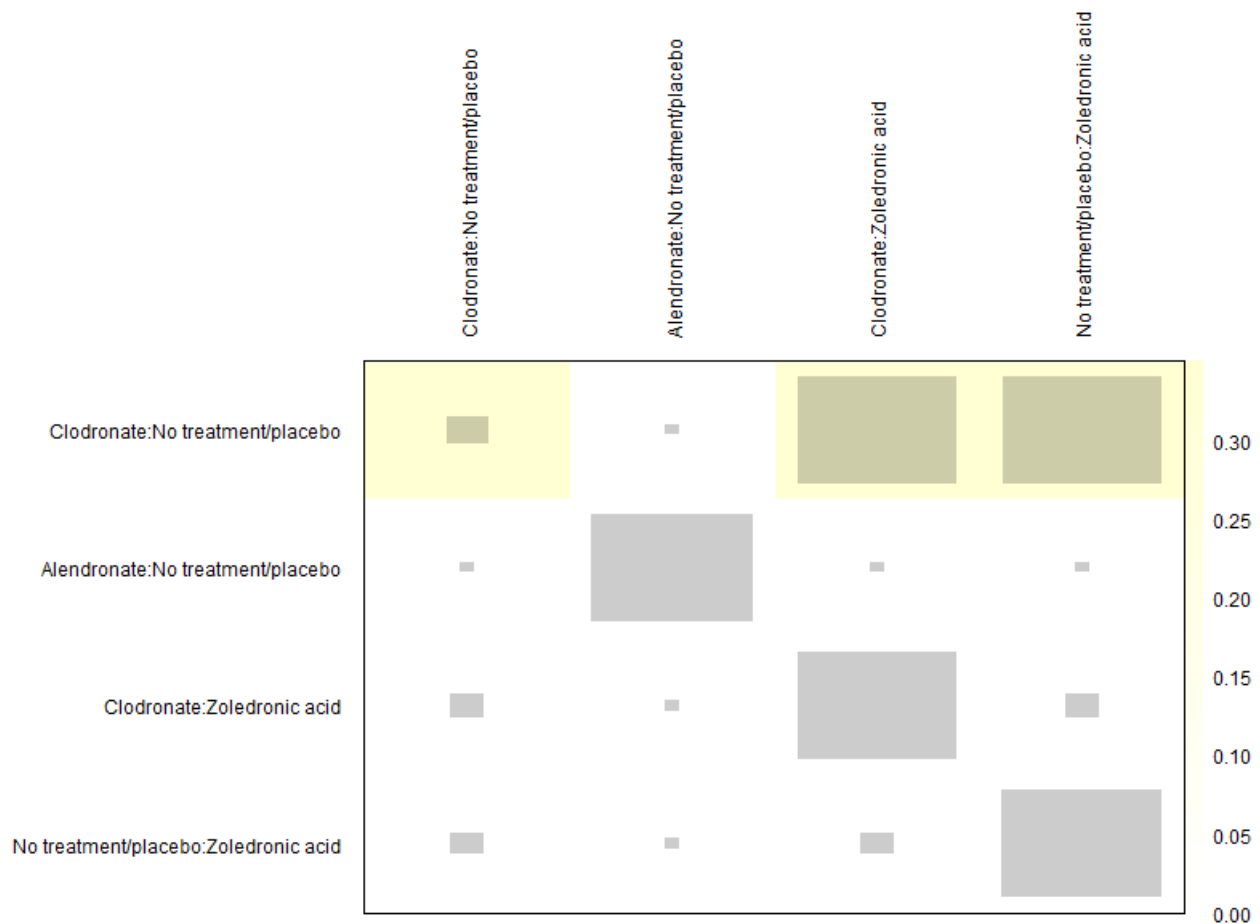 Clodronate:No treatment/placebo
Alendronate:No treatment/placebo
Clodronate:Zoledronic acid
No treatment/placebo:Zoledronic acid
Clodronate:No treatment/placebo
Alendronate:No treatment/placebo
Clodronate:Zoledronic acid
No treatment/placebo:Zoledronic acid
0.30
0.25
0.20
0.15
0.10
0.05
0.00